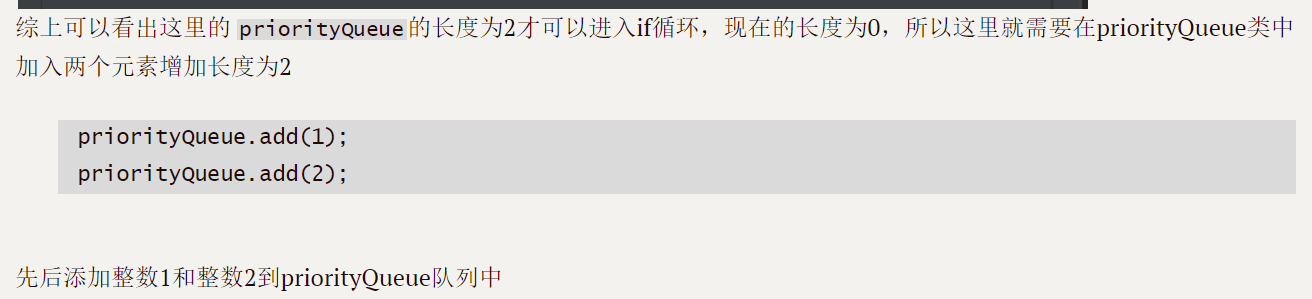 综上可以看出这里的 priorityQueue的长度为2才可以进入if循环，现在的长度为0，所以这里就需要在priorityQueue类中
加入两个元素增加长度为2
priorityQueue.add(1);
priorityQueue.add(2);
先后添加整数1和整数2到priorityQueue队列中